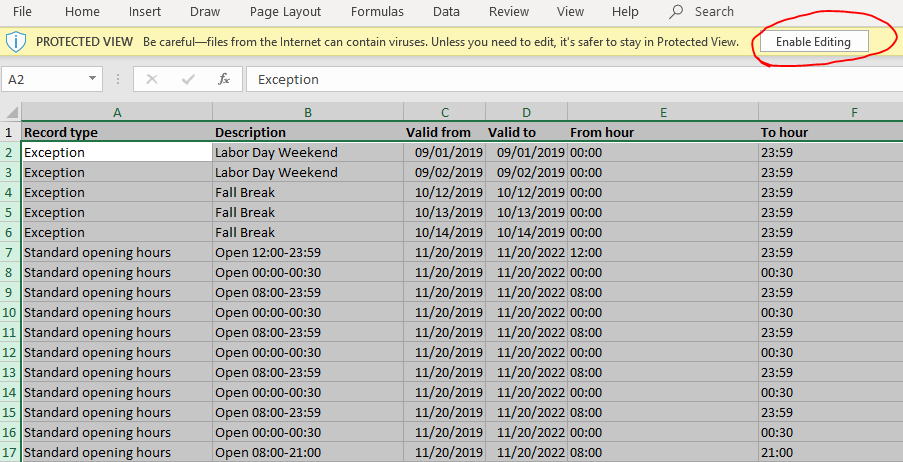 File Home Insert Draw Page Layout Formulas Data Review View Help Search
PROTECTED VIEW Be careful—files from the Internet can contain viruses. Unless you need to edit, it's safer to stay in Protected View. Enable Editing
A2 fx Exception
A B C D E F
1 Record type Description Valid from Valid to From hour To hour
2 Exception Labor Day Weekend 09/01/2019 09/01/2019 00:00 23:59
3 Exception Labor Day Weekend 09/02/2019 09/02/2019 00:00 23:59
4 Exception Fall Break 10/12/2019 10/12/2019 00:00 23:59
5 Exception Fall Break 10/13/2019 10/13/2019 00:00 23:59
6 Exception Fall Break 10/14/2019 10/14/2019 00:00 23:59
7 Standard opening hours Open 12:00-23:59 11/20/2019 11/20/2022 12:00 23:59
8 Standard opening hours Open 00:00-00:30 11/20/2019 11/20/2022 00:00 00:30
9 Standard opening hours Open 08:00-23:59 11/20/2019 11/20/2022 08:00 23:59
10 Standard opening hours Open 00:00-00:30 11/20/2019 11/20/2022 00:00 00:30
11 Standard opening hours Open 08:00-23:59 11/20/2019 11/20/2022 08:00 23:59
12 Standard opening hours Open 00:00-00:30 11/20/2019 11/20/2022 00:00 00:30
13 Standard opening hours Open 08:00-23:59 11/20/2019 11/20/2022 08:00 23:59
14 Standard opening hours Open 00:00-00:30 11/20/2019 11/20/2022 00:00 00:30
15 Standard opening hours Open 08:00-23:59 11/20/2019 11/20/2022 08:00 23:59
16 Standard opening hours Open 00:00-00:30 11/20/2019 11/20/2022 00:00 00:30
17 Standard opening hours Open 08:00-21:00 11/20/2019 11/20/2022 08:00 21:00